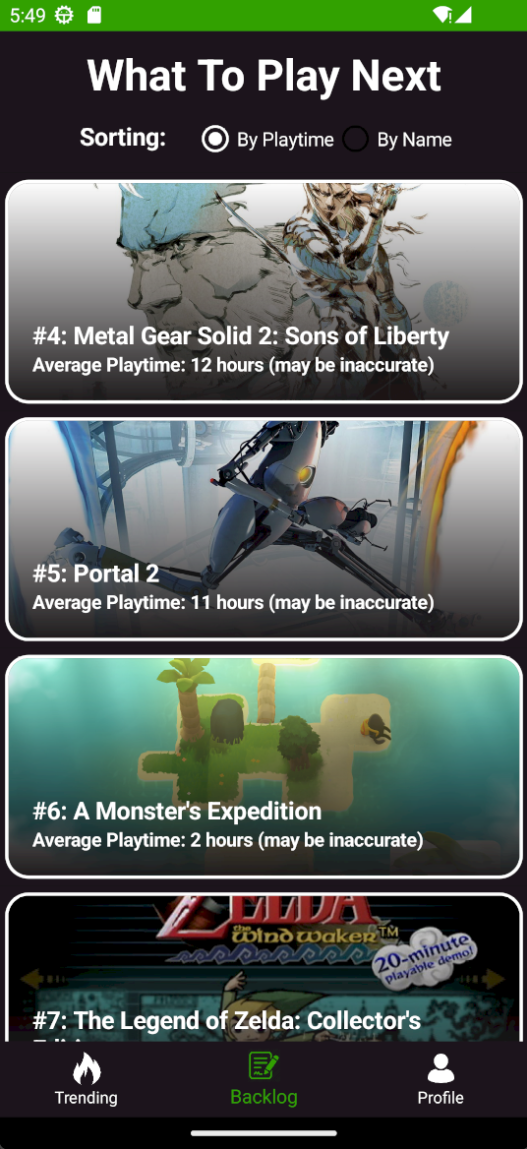 5:49
What To Play Next
Sorting: By Playtime By Name
#4: Metal Gear Solid 2: Sons of Liberty
Average Playtime: 12 hours (may be inaccurate)
#5: Portal 2
Average Playtime: 11 hours (may be inaccurate)
#6: A Monster's Expedition
Average Playtime: 2 hours (may be inaccurate)
ZELDA
the Wind Waker™
20-minute
playable demo!
#7: The Legend of Zelda: Collector's
Trending Backlog Profile